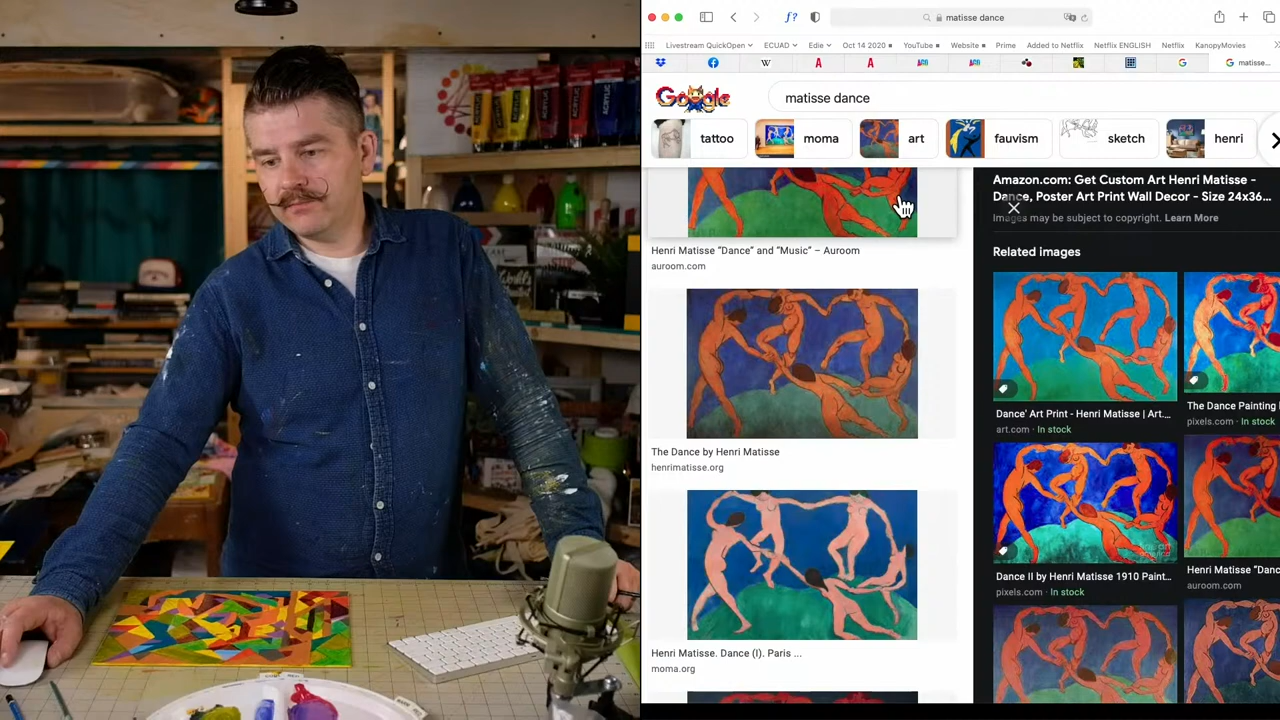 matisse dance
Livestream QuickOpen
ECUAD
Edie
Oct 14 2020
YouTube
Website
Prime
Added to Netflix
Netflix ENGLISH
Netflix
KanopyMovies
matisse...
Google
matisse dance
tattoo
moma
art
fauvism
sketch
henri
Henri Matisse “Dance” and “Music” – Auroom
auroom.com
The Dance by Henri Matisse
henrimatisse.org
Henri Matisse. Dance (I). Paris ...
moma.org
Amazon.com: Get Custom Art Henri Matisse -
Dance, Poster Art Print Wall Decor - Size 24x36...
Images may be subject to copyright. Learn More
Related images
Dance' Art Print - Henri Matisse | Art....
art.com · In stock
The Dance Painting
pixels.com · In stock
Dance II by Henri Matisse 1910 Paint...
pixels.com · In stock
Henri Matisse “Danc
auroom.com
ACRYLIC
ACRYLIC